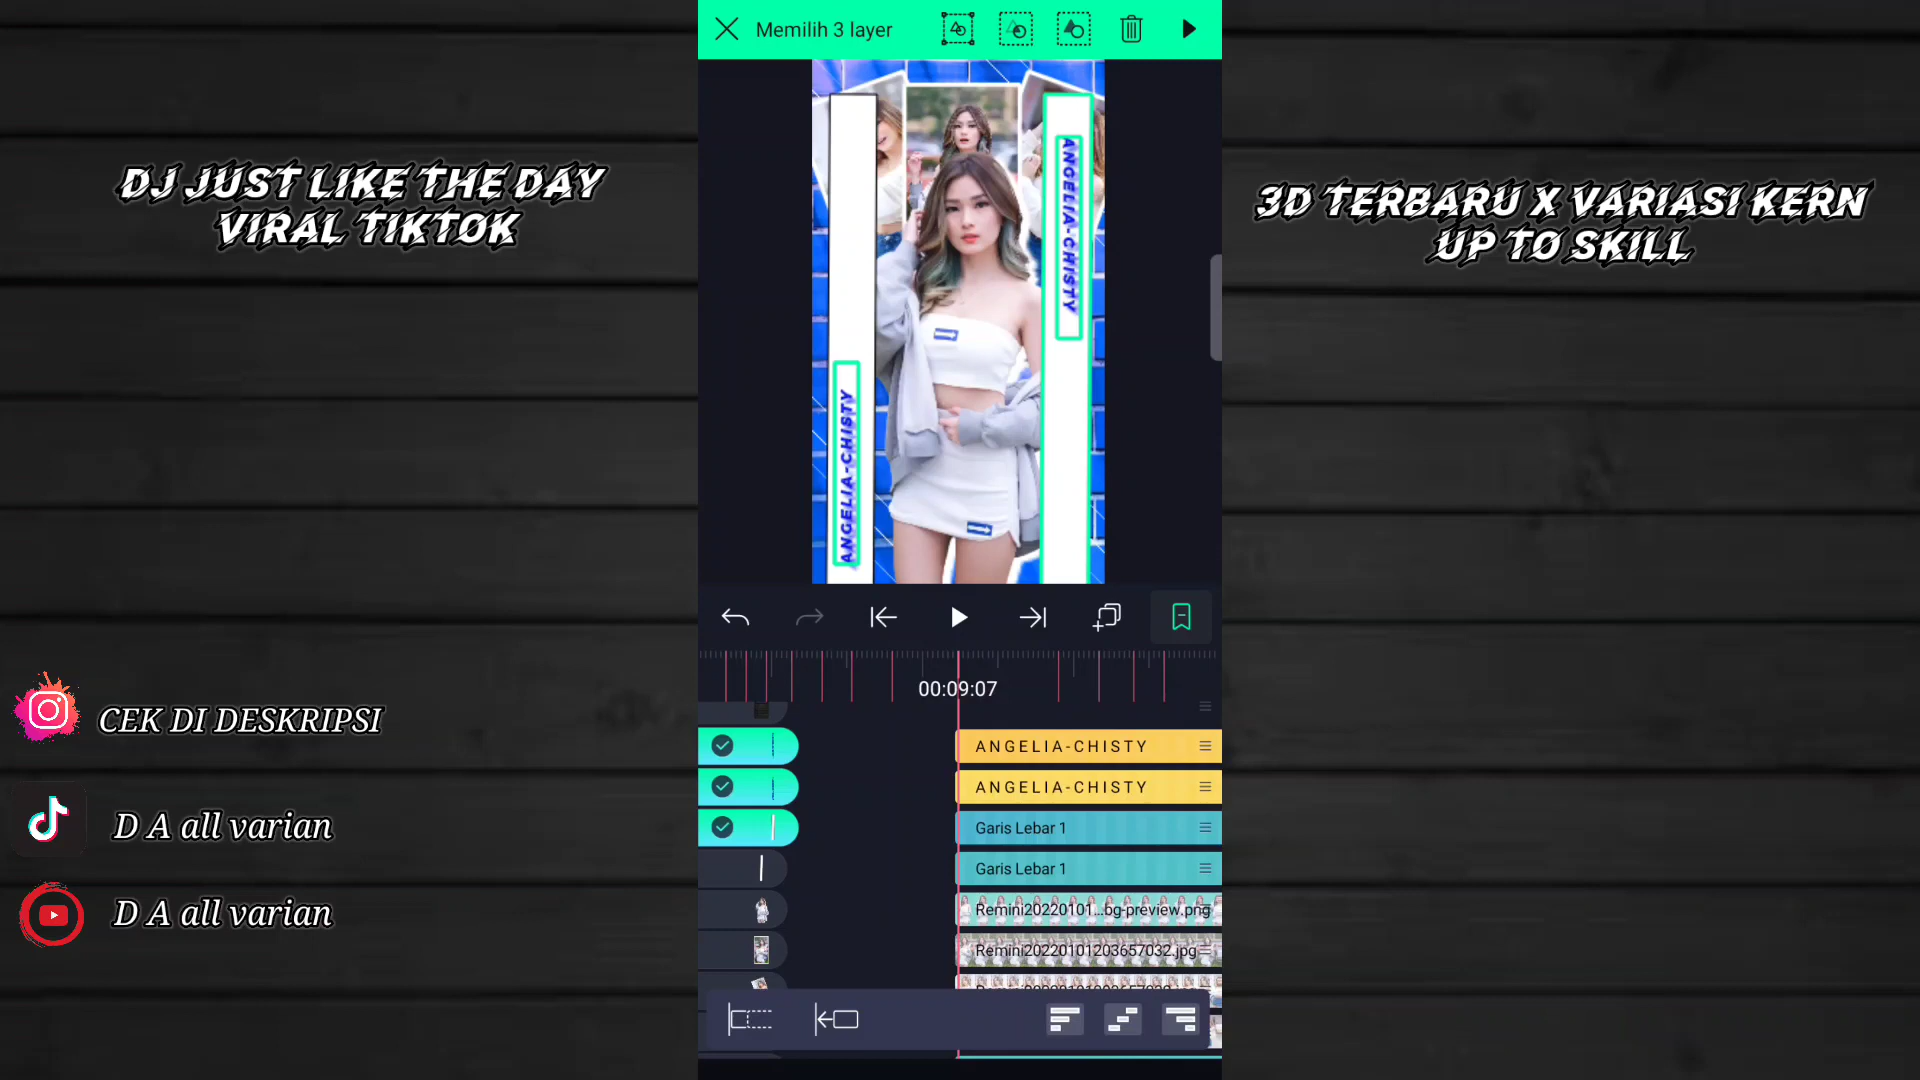 Memilih 3 layer
DJ JUST LIKE THE DAY
VIRAL TIKTOK
3D TERBARU X VARIASI KERN
UP TO SKILL
ANGELIA-CHISTY
ANGELIA-CHISTY
00:09:07
CEK DI DESKRIPSI
D A all varian
D A all varian
ANGELIA-CHISTY
ANGELIA-CHISTY
Garis Lebar 1
Garis Lebar 1
Remini20220101...bg-preview.png
Remini20220101203657032.jpg